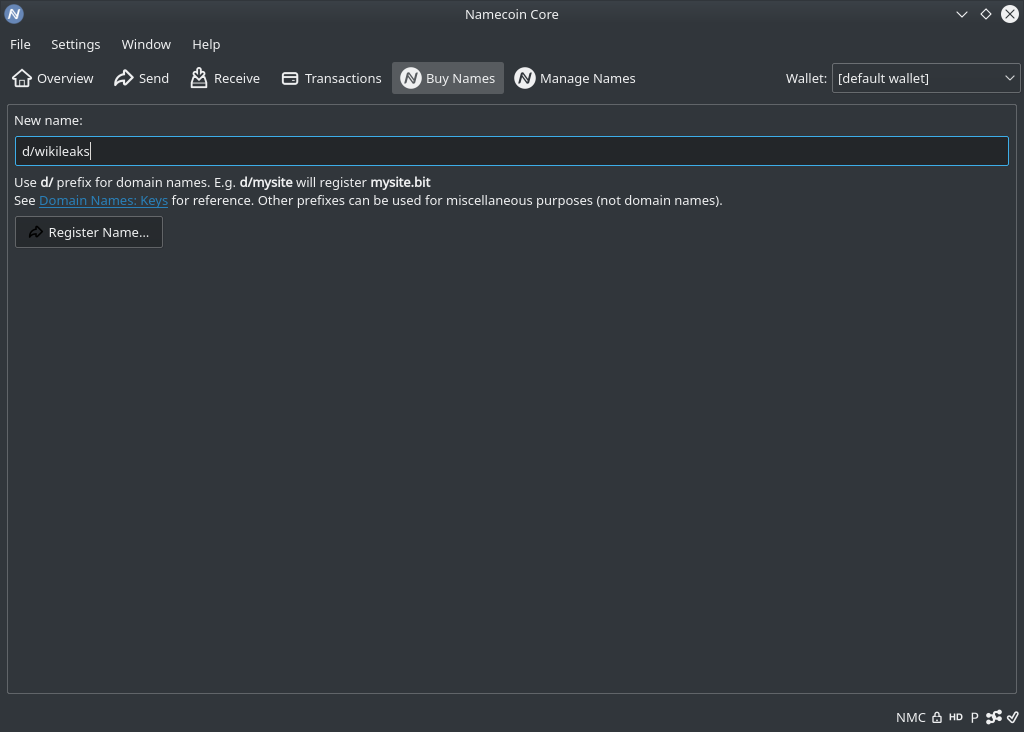 Namecoin Core
File Settings Window Help
Overview Send Receive Transactions Buy Names Manage Names Wallet: [default wallet]
New name:
d/wikileaks
Use d/ prefix for domain names. E.g. d/mysite will register mysite.bit
See Domain Names: Keys for reference. Other prefixes can be used for miscellaneous purposes (not domain names).
Register Name...
NMC HD P